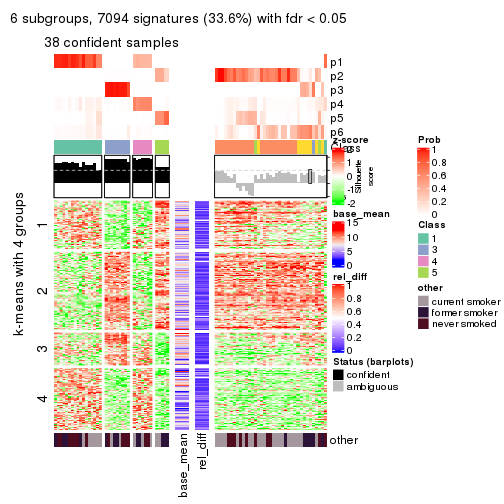 6 subgroups, 7094 signatures (33.6%) with fdr < 0.05
38 confident samples
p1
p2
p3
p4
p5
p6
Class
Silhouette
score
k-means with 4 groups
1
2
3
4
z-score
2
1
0
-1
-2
base_mean
15
10
5
0
rel_diff
1
0.8
0.6
0.4
0.2
0
Status (barplots)
confident
ambiguous
Prob
1
0.8
0.6
0.4
0.2
0
Class
1
3
4
5
other
current smoker
former smoker
never smoked
base_mean
rel_diff
other